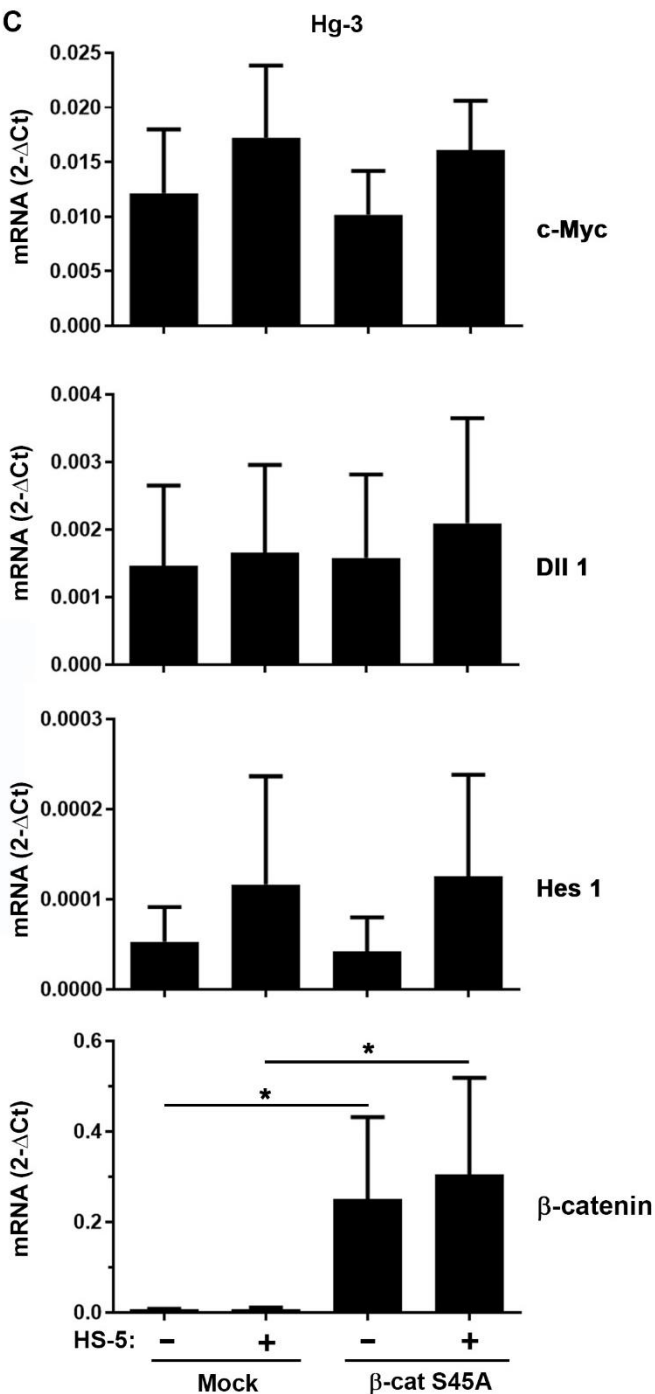 C
Hg-3
mRNA (2-ΔCt)
0.025
0.020
0.015
0.010
0.005
0.000
c-Myc
mRNA (2-ΔCt)
0.004
0.003
0.002
0.001
0.000
Dll 1
mRNA (2-ΔCt)
0.0003
0.0002
0.0001
0.0000
Hes 1
mRNA (2-ΔCt)
0.6
0.4
0.2
0.0
*
*
β-catenin
HS-5: − + − +
Mock β-cat S45A